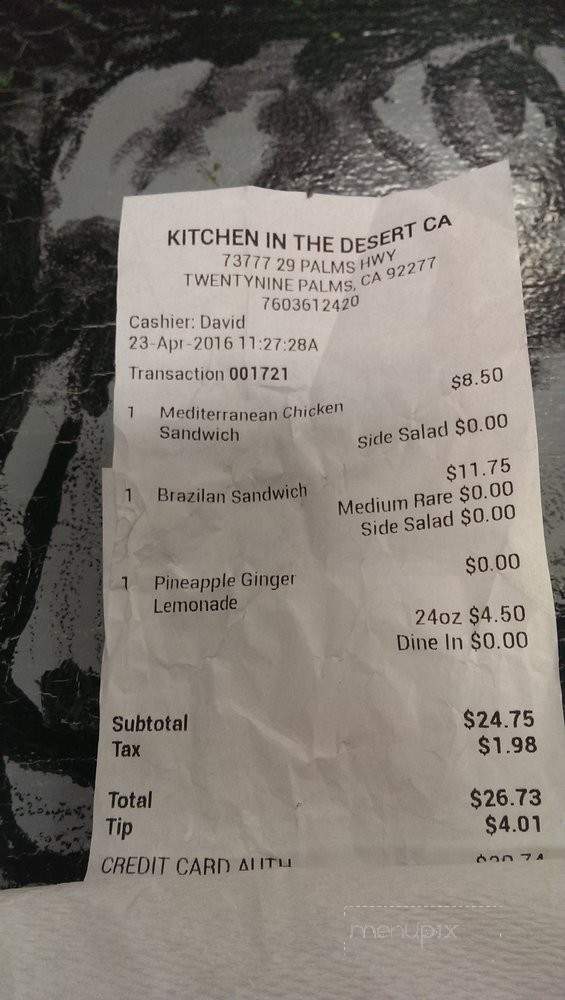 KITCHEN IN THE DESERT CA
73777 29 PALMS HWY
TWENTYNINE PALMS, CA 92277
7603612420
Cashier: David
23-Apr-2016 11:27:28A
Transaction 001721
$8.50
1 Mediterranean Chicken
Sandwich
Side Salad $0.00
$11.75
1 Brazilan Sandwich
Medium Rare $0.00
Side Salad $0.00
$0.00
1 Pineapple Ginger
Lemonade
24oz $4.50
Dine In $0.00
Subtotal $24.75
Tax $1.98
Total $26.73
Tip $4.01
CREDIT CARD AUTH
menupix